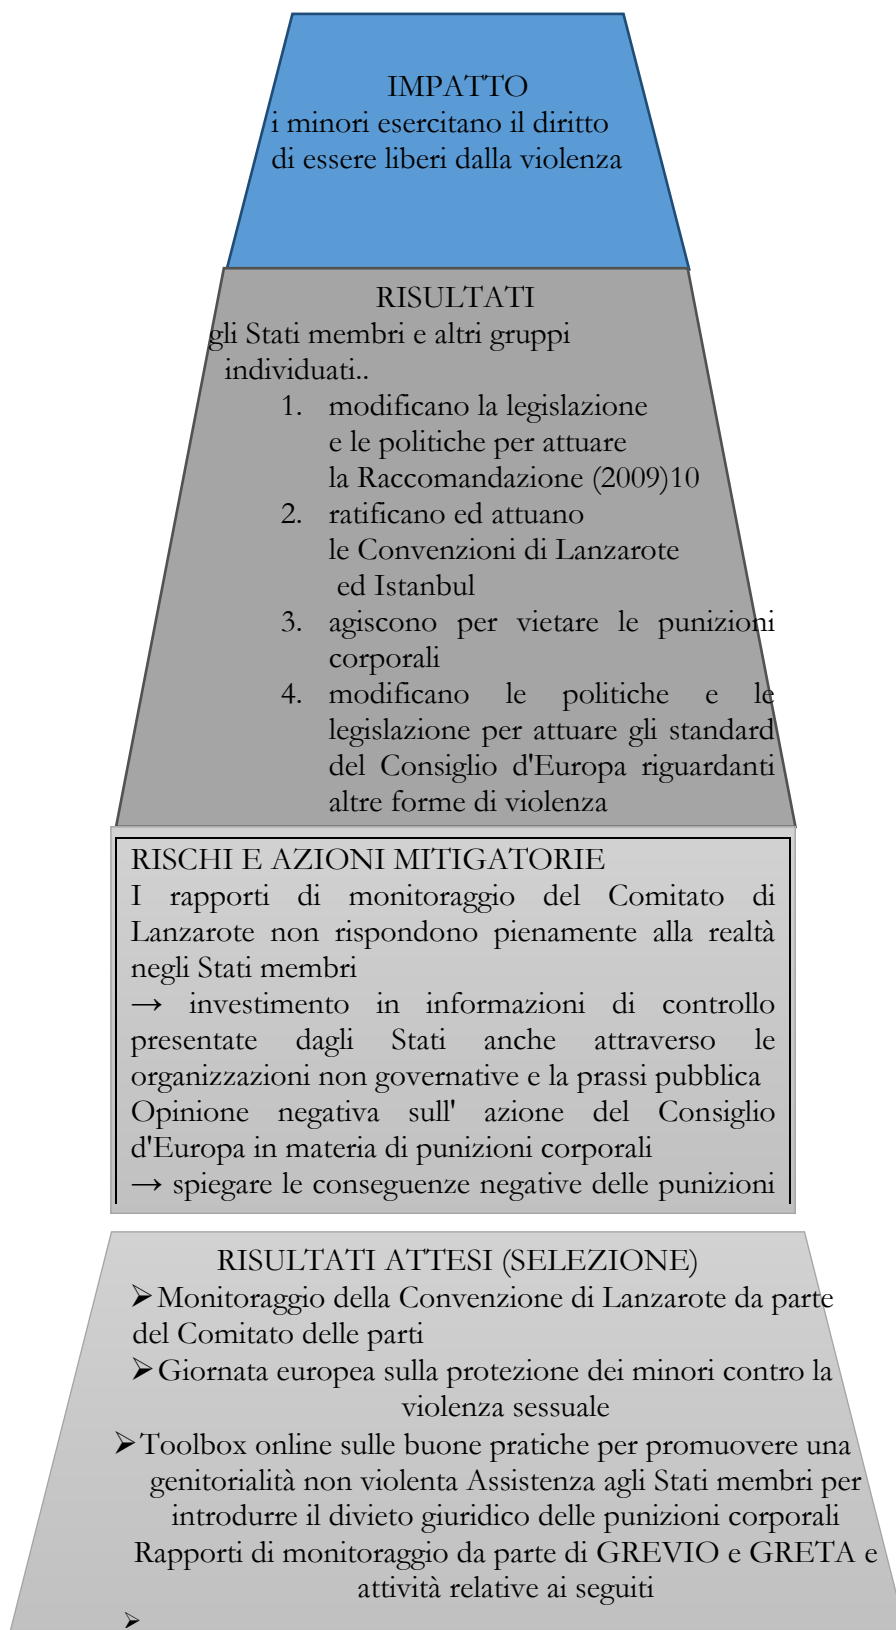 IMPATTO
i minori esercitano il diritto
di essere liberi dalla violenza
RISULTATI
gli Stati membri e altri gruppi
individuati..
1. modificano la legislazione
e le politiche per attuare
la Raccomandazione (2009)10
2. ratificano ed attuano
le Convenzioni di Lanzarote
ed Istanbul
3. agiscono per vietare le punizioni
corporali
4. modificano le politiche e le
legislazione per attuare gli standard
del Consiglio d'Europa riguardanti
altre forme di violenza
RISCHI E AZIONI MITIGATORIE
I rapporti di monitoraggio del Comitato di
Lanzarote non rispondono pienamente alla realtà
negli Stati membri
→ investimento in informazioni di controllo
presentate dagli Stati anche attraverso le
organizzazioni non governative e la prassi pubblica
Opinione negativa sull' azione del Consiglio
d'Europa in materia di punizioni corporali
→ spiegare le conseguenze negative delle punizioni
RISULTATI ATTESI (SELEZIONE)
➢ Monitoraggio della Convenzione di Lanzarote da parte
del Comitato delle parti
➢ Giornata europea sulla protezione dei minori contro la
violenza sessuale
➢ Toolbox online sulle buone pratiche per promuovere una
genitorialità non violenta Assistenza agli Stati membri per
introdurre il divieto giuridico delle punizioni corporali
Rapporti di monitoraggio da parte di GREVIO e GRETA e
attività relative ai seguiti
➢